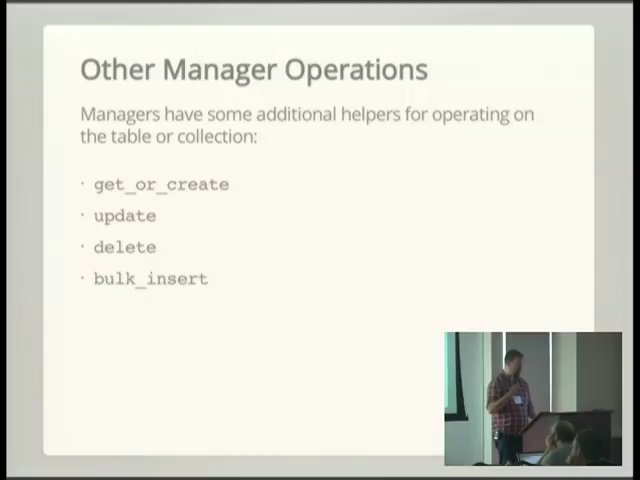 Other Manager Operations
Managers have some additional helpers for operating on
the table or collection:
· get_or_create
· update
· delete
· bulk_insert